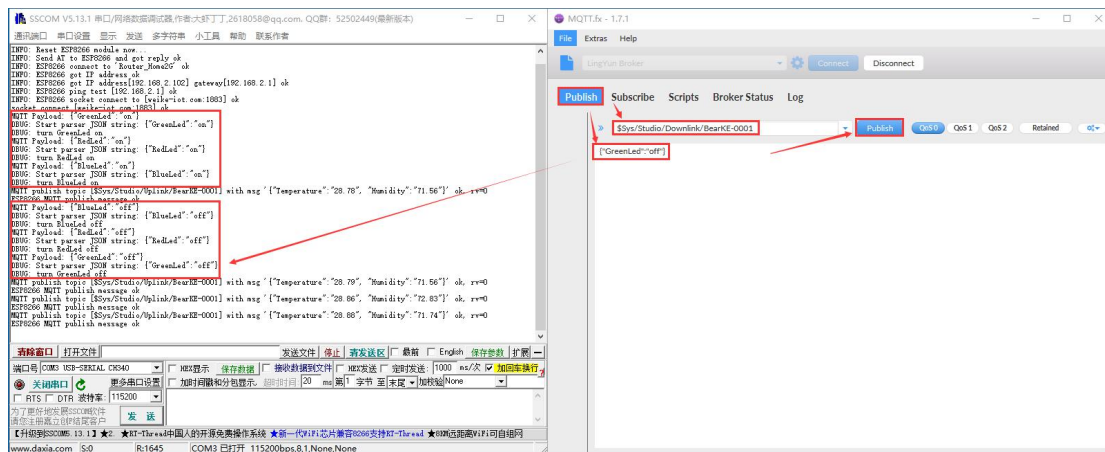 SSCOM V5.13.1 串口/网络数据调试器,作者:大虾丁丁,2618058@qq.com. QQ群: 52502449(最新版本)
通讯端口 串口设置 显示 发送 多字符串 小工具 帮助 联系作者
INFO: Reset ESP8266 module now...
INFO: Send AT to ESP8266 and got reply ok
INFO: ESP8266 connect to 'Router_Home2G' ok
INFO: ESP8266 got IP address ok
INFO: ESP8266 got IP address[192.168.2.102] gateway[192.168.2.1] ok
INFO: ESP8266 ping test [192.168.2.1] ok
INFO: ESP8266 socket connect to [weike-iot.com:1883] ok
socket connect [weike-iot.com:1883] ok
MQTT Payload: {"GreenLed":"on"}
DBUG: Start parser JSON string: {"GreenLed":"on"}
DBUG: turn GreenLed on
MQTT Payload: {"RedLed":"on"}
DBUG: Start parser JSON string: {"RedLed":"on"}
DBUG: turn RedLed on
MQTT Payload: {"BlueLed":"on"}
DBUG: Start parser JSON string: {"BlueLed":"on"}
DBUG: turn BlueLed on
MQTT publish topic [$Sys/Studio/Uplink/BearKE-0001] with msg '{"Temperature":"28.78", "Humidity":"71.56"}' ok, rv=0
ESP8266 MQTT publish message ok
MQTT Payload: {"BlueLed":"off"}
DBUG: Start parser JSON string: {"BlueLed":"off"}
DBUG: turn BlueLed off
MQTT Payload: {"RedLed":"off"}
DBUG: Start parser JSON string: {"RedLed":"off"}
DBUG: turn RedLed off
MQTT Payload: {"GreenLed":"off"}
DBUG: Start parser JSON string: {"GreenLed":"off"}
DBUG: turn GreenLed off
MQTT publish topic [$Sys/Studio/Uplink/BearKE-0001] with msg '{"Temperature":"28.79", "Humidity":"71.56"}' ok, rv=0
ESP8266 MQTT publish message ok
MQTT publish topic [$Sys/Studio/Uplink/BearKE-0001] with msg '{"Temperature":"28.86", "Humidity":"72.83"}' ok, rv=0
ESP8266 MQTT publish message ok
MQTT publish topic [$Sys/Studio/Uplink/BearKE-0001] with msg '{"Temperature":"28.88", "Humidity":"71.74"}' ok, rv=0
ESP8266 MQTT publish message ok
清除窗口 打开文件 发送文件 停止 清发送区 最前 English 保存参数 扩展
端口号 COM3 USB-SERIAL CH340 HEX显示 保存数据 接收数据到文件 HEX发送 定时发送: 1000 ms/次 加回车换行
关闭串口 更多串口设置 加时间戳和分包显示, 超时时间: 20 ms 第1 字节 至 末尾 加校验 None
RTS DTR 波特率: 115200
为了更好地发展SSCOM软件
请您注册嘉立创F结尾客户 发 送
【升级到SSCOM5.13.1】★2. ★RT-Thread中国人的开源免费操作系统 ★新一代WiFi芯片兼容8266支持RT-Thread ★8KM远距离WiFi可自组网
www.daxia.com S:0 R:1645 COM3 已打开 115200bps,8,1,None,None
MQTT.fx - 1.7.1
File Extras Help
LingYun Broker Connect Disconnect
Publish Subscribe Scripts Broker Status Log
$Sys/Studio/Downlink/BearKE-0001 Publish QoS 0 QoS 1 QoS 2 Retained
{"GreenLed":"off"}